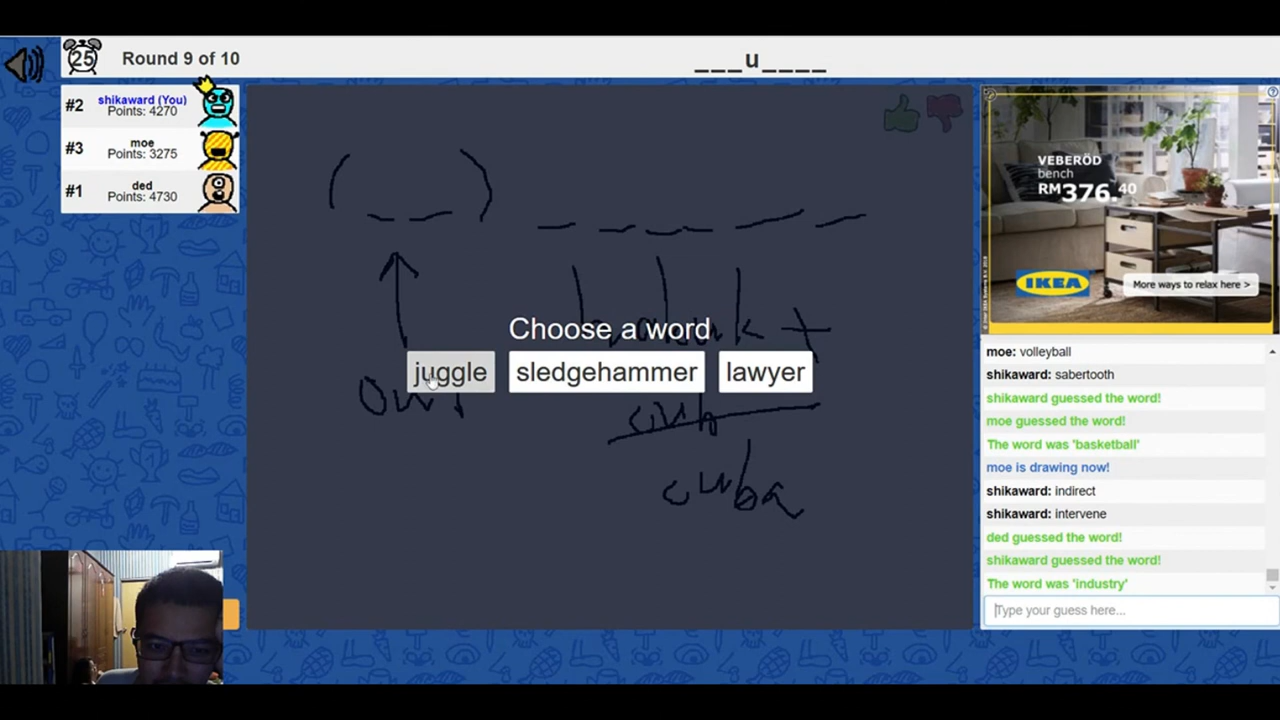 25
Round 9 of 10
___u____
#2 shikaward (You)
Points: 4270
#3 moe
Points: 3275
#1 ded
Points: 4730
Choose a word
juggle sledgehammer lawyer
cuba
VEBERÖD
bench
RM376.40
IKEA
More ways to relax here >
moe: volleyball
shikaward: sabertooth
shikaward guessed the word!
moe guessed the word!
The word was 'basketball'
moe is drawing now!
shikaward: indirect
shikaward: intervene
ded guessed the word!
shikaward guessed the word!
The word was 'industry'
Type your guess here...